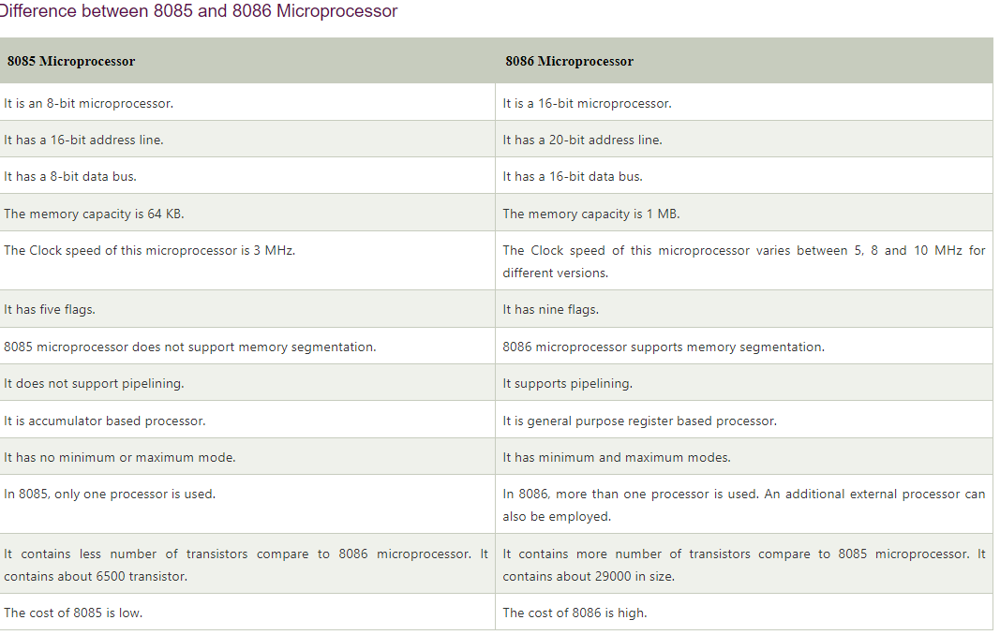 Difference between 8085 and 8086 Microprocessor
8085 Microprocessor
8086 Microprocessor
It is an 8-bit microprocessor.
It is a 16-bit microprocessor.
It has a 16-bit address line.
It has a 20-bit address line.
It has a 8-bit data bus.
It has a 16-bit data bus.
The memory capacity is 64 KB.
The memory capacity is 1 MB.
The Clock speed of this microprocessor is 3 MHz.
The Clock speed of this microprocessor varies between 5, 8 and 10 MHz for
different versions.
It has five flags.
It has nine flags.
8085 microprocessor does not support memory segmentation.
8086 microprocessor supports memory segmentation.
It does not support pipelining.
It supports pipelining.
It is accumulator based processor.
It is general purpose register based processor.
It has no minimum or maximum mode.
It has minimum and maximum modes.
In 8085, only one processor is used.
In 8086, more than one processor is used. An additional external processor can
also be employed.
It contains less number of transistors compare to 8086 microprocessor. It
contains about 6500 transistor.
It contains more number of transistors compare to 8085 microprocessor. It
contains about 29000 in size.
The cost of 8085 is low.
The cost of 8086 is high.